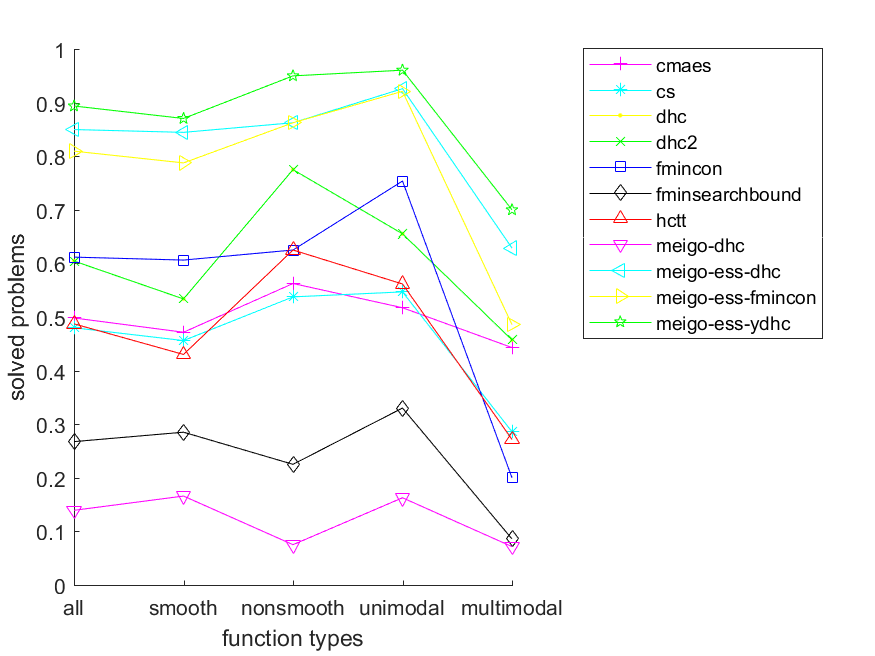 1
0.9
0.8
0.7
0.6
0.5
0.4
0.3
0.2
0.1
0
solved problems
all smooth nonsmooth unimodal multimodal
function types
cmaes
cs
dhc
dhc2
fmincon
fminsearchbound
hctt
meigo-dhc
meigo-ess-dhc
meigo-ess-fmincon
meigo-ess-ydhc